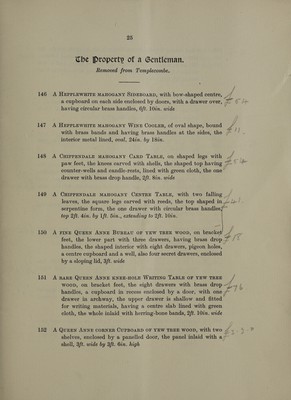 25
The Property of a Gentleman.
Removed from Templecombe.
146 A Hepplewhite mahogany Sideboard, with bow-shaped centre,
a cupboard on each side enclosed by doors, with a drawer over,
having circular brass handles, 6ft. 10in. wide
147 A Hepplewhite mahogany Wine Cooler, of oval shape, bound
with brass bands and having brass handles at the sides, the
interior metal lined, oval, 24in. by 18in.
148 A Chippendale mahogany Card Table, on shaped legs with
paw feet, the knees carved with shells, the shaped top having
counter-wells and candle-rests, lined with green cloth, the one
drawer with brass drop handle, 2ft. 8in. wide
149 A Chippendale mahogany Centre Table, with two falling
leaves, the square legs carved with reeds, the top shaped in
serpentine form, the one drawer with circular brass handles,
top 2ft. 4in. by 1ft. 5in., extending to 2ft. 10in.
150 A fine Queen Anne Bureau of yew tree wood, on bracket
feet, the lower part with three drawers, having brass drop
handles, the shaped interior with eight drawers, pigeon holes,
a centre cupboard and a well, also four secret drawers, enclosed
by a sloping lid, 3ft. wide
151 A rare Queen Anne knee-hole Writing Table of yew tree
wood, on bracket feet, the eight drawers with brass drop
handles, a cupboard in recess enclosed by a door, with one
drawer in archway, the upper drawer is shallow and fitted
for writing materials, having a centre slab lined with green
cloth, the whole inlaid with herring-bone bands, 2ft. 10in. wide
152 A Queen Anne corner Cupboard of yew tree wood, with two
shelves, enclosed by a panelled door, the panel inlaid with a
shell, 3ft. wide by 3ft. 6in. high